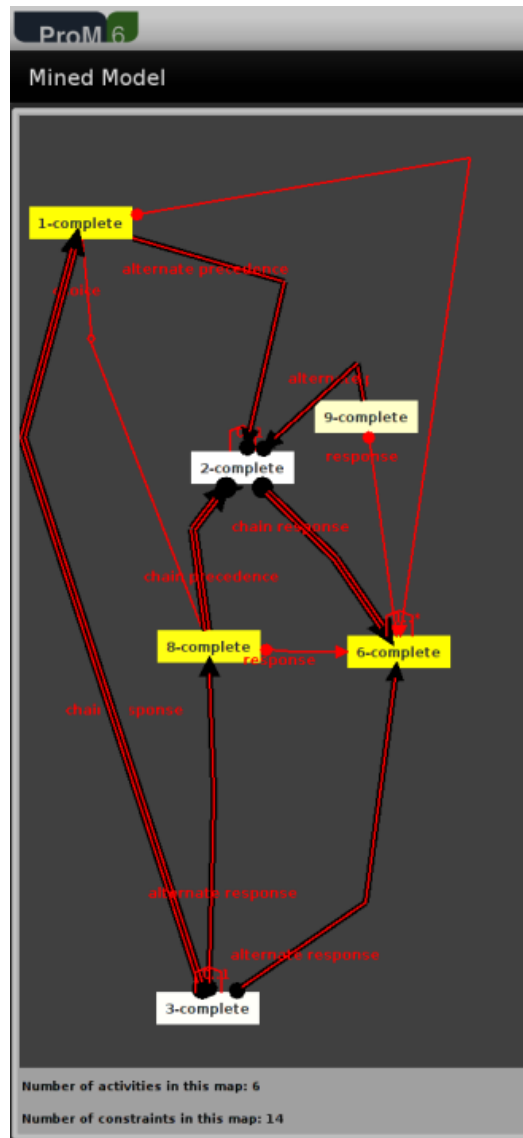 ProM 6
Mined Model
1-complete
alternate precedence
9-complete
response
2-complete
chain response
chain precedence
8-complete
response
6-complete
alternate response
alternate response
3-complete
Number of activities in this map: 6
Number of constraints in this map: 14